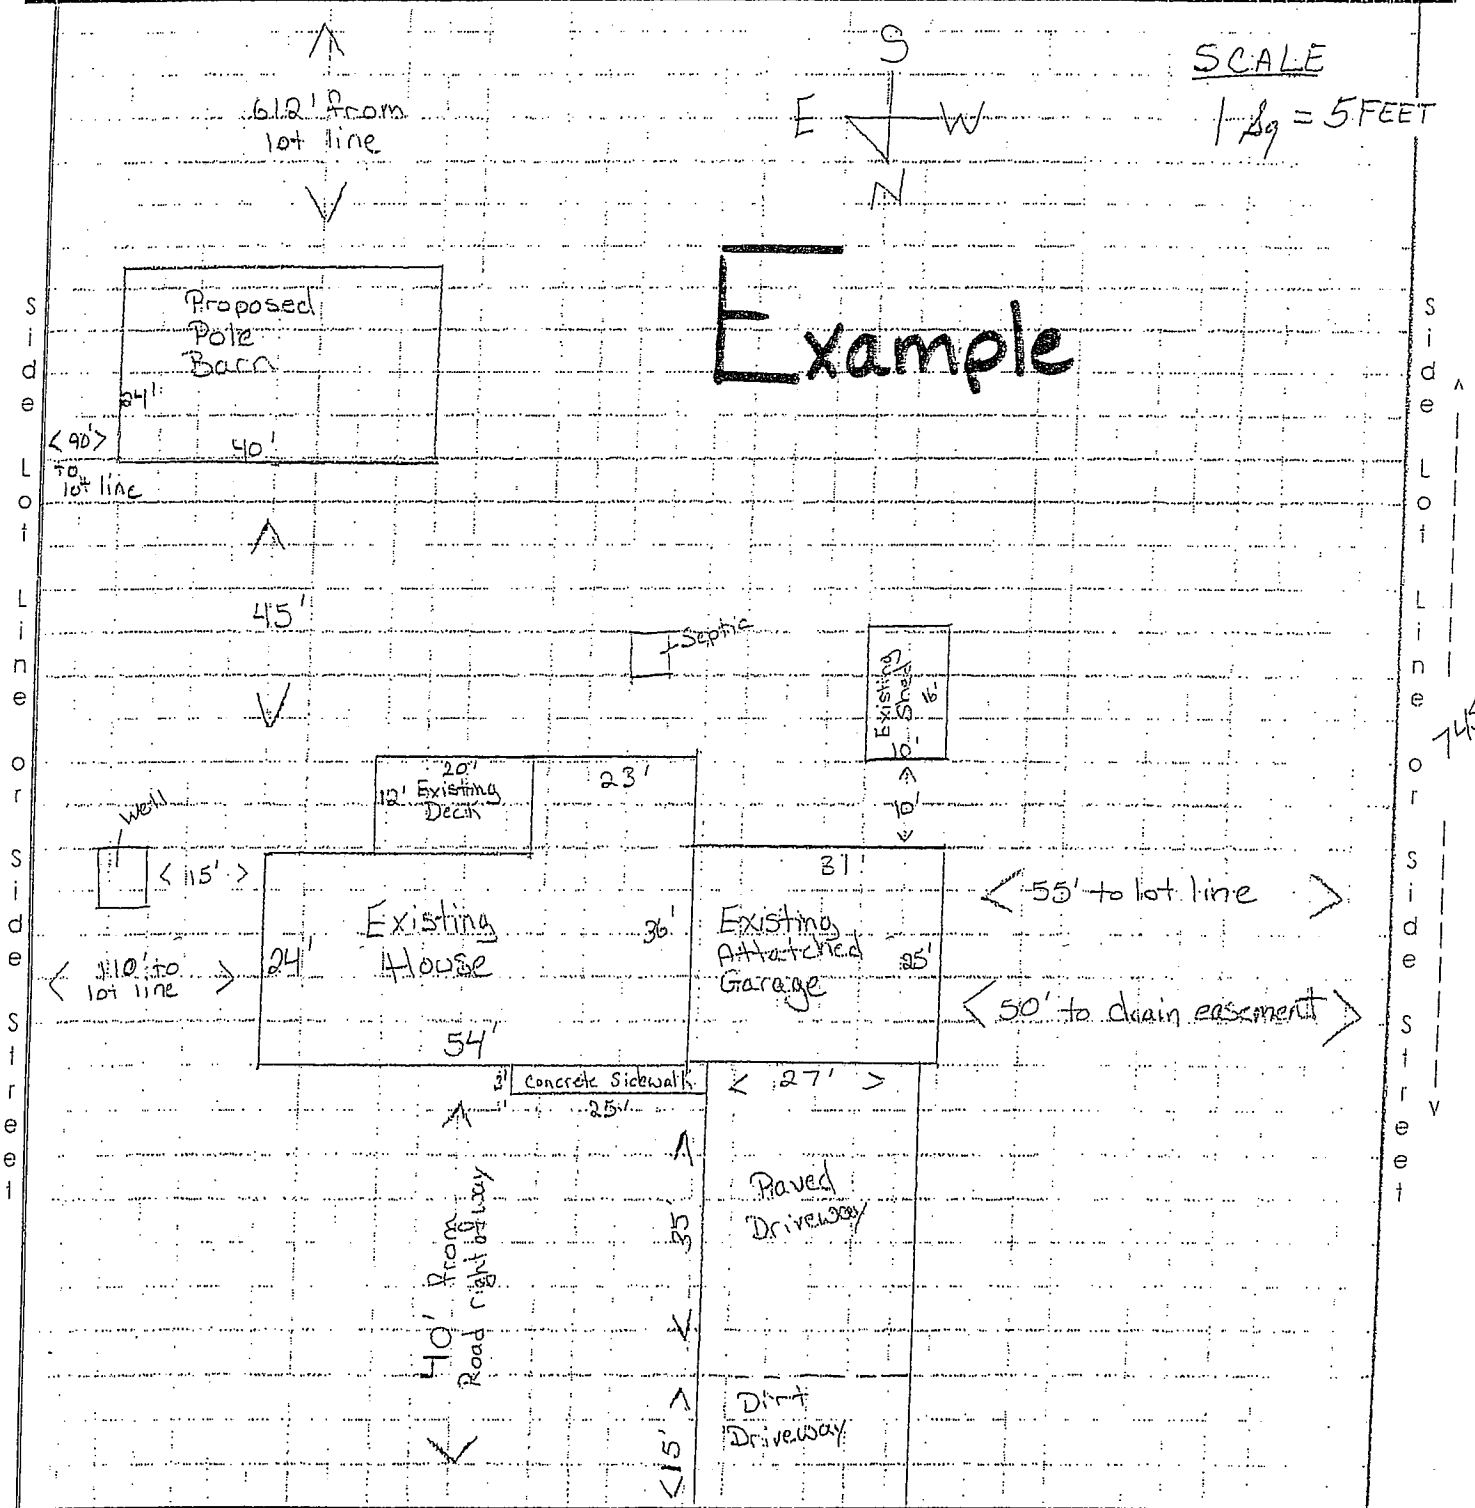 S
SCALE
612' from
lot line
E W
1 Sq = 5 FEET
N
Example
Proposed
Pole
Barn
24'
40'
<90'>
to
lot line
Side Lot Line or Side Street
Side Lot Line or Side Street
45'
Septic
Existing
Shed
10'
10'
20'
12' Existing
Deck
23'
well
<15'>
31'
<55' to lot line>
Existing
House
36'
Existing
Attatched
Garage
25'
24'
<110' to
lot line>
<50' to drain easement>
54'
3' Concrete Sidewalk
25'
<27'>
Paved
Driveway
35'
40' From
Road right of way
Dirt
Driveway
<15'>